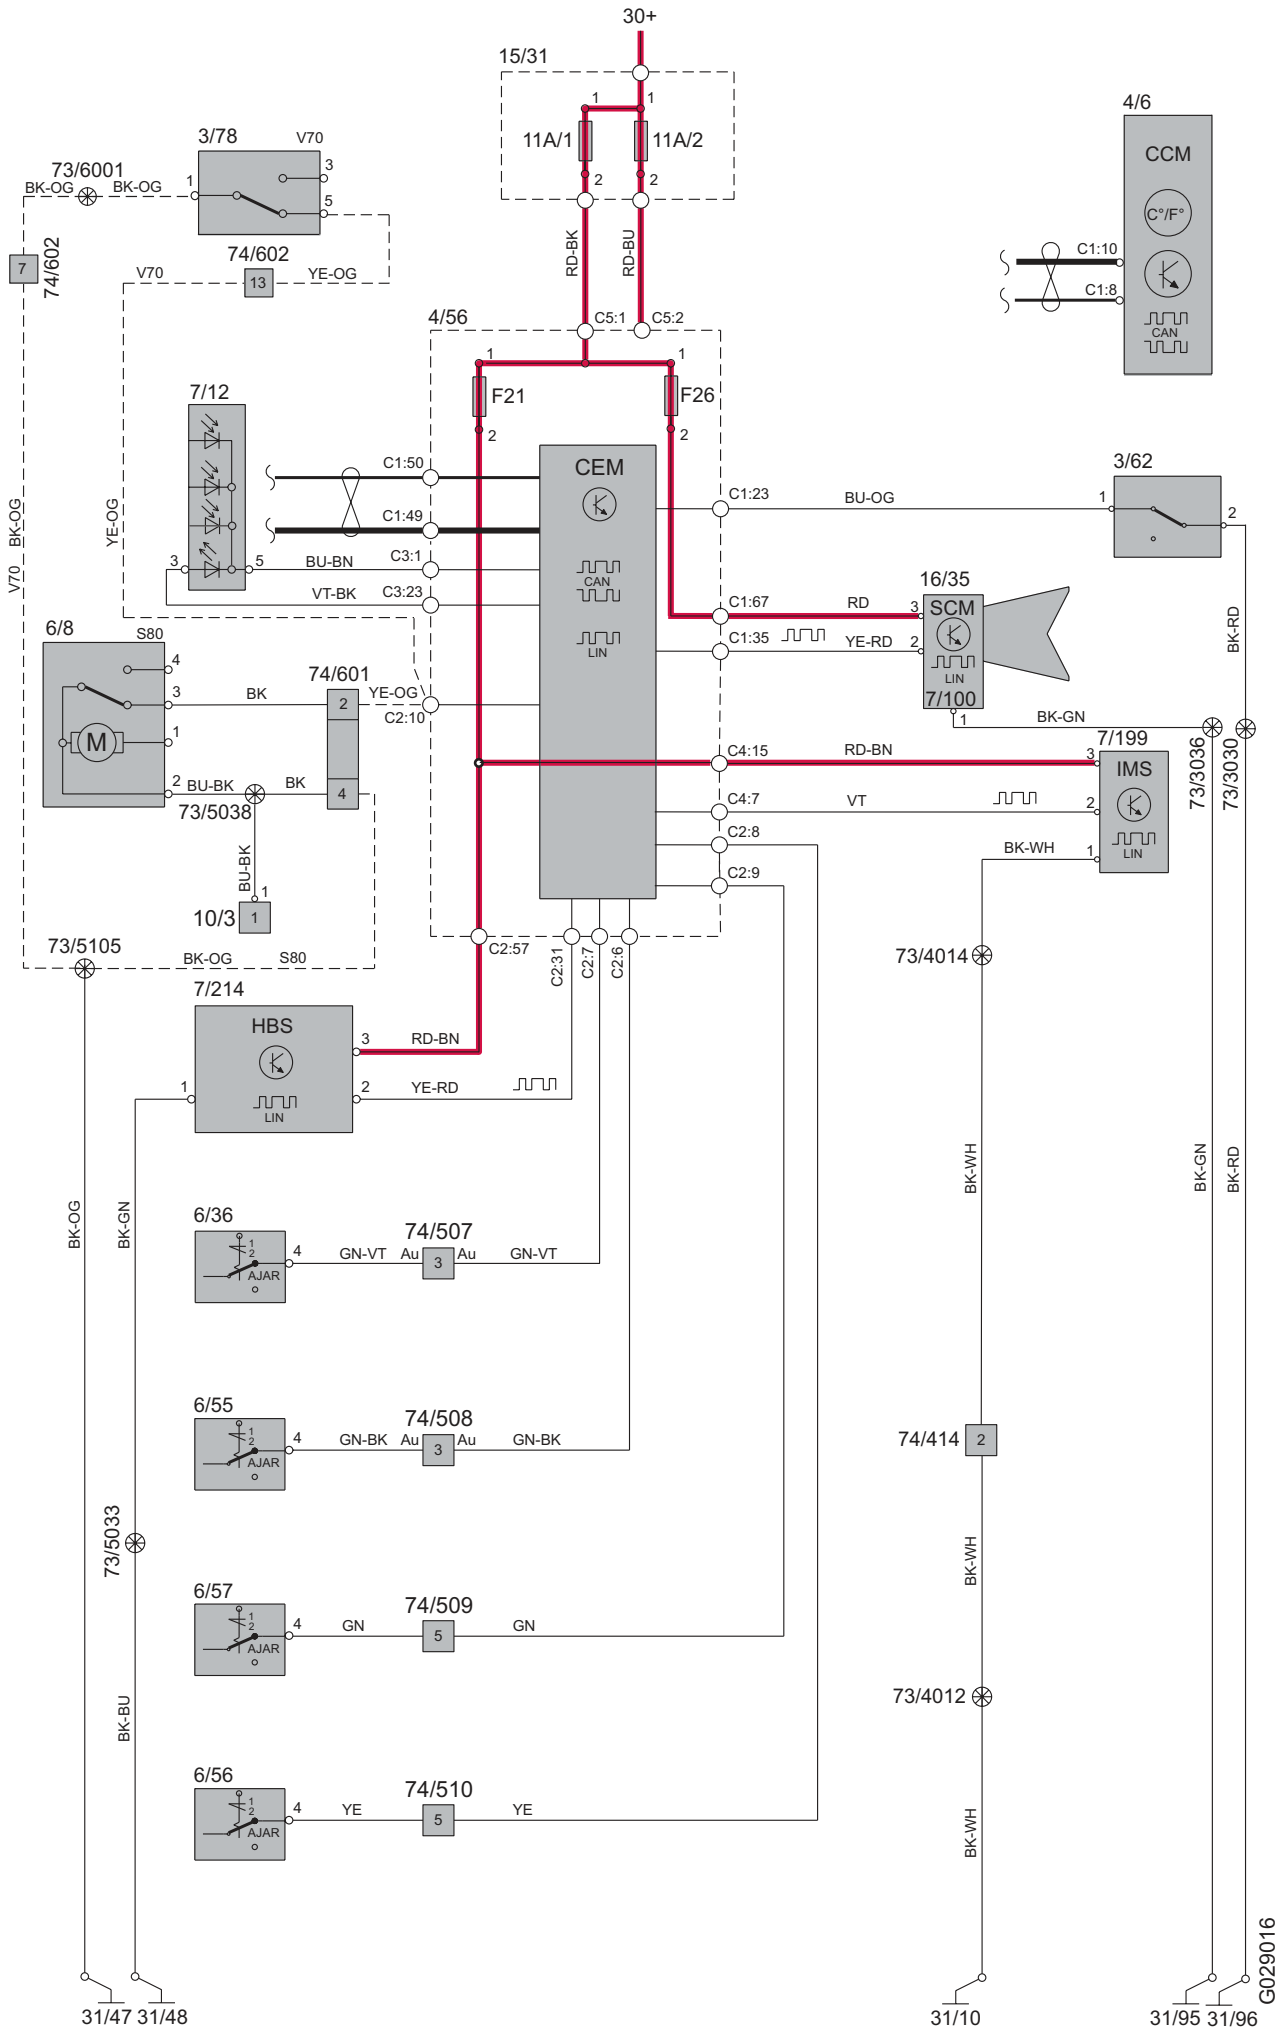 30+
15/31
1
1
11A/1
11A/2
2
2
4/6
CCM
C°/F°
C1:10
C1:8
CAN
3/78
V70
73/6001
BK-OG
BK-OG
1
3
5
7
74/602
74/602
V70
13
YE-OG
RD-BK
RD-BU
4/56
C5:1
C5:2
1
1
F21
F26
2
2
7/12
CEM
C1:50
C1:49
3/62
C1:23
BU-OG
1
2
V70
BK-OG
YE-OG
3
5
BU-BN
C3:1
VT-BK
C3:23
CAN
LIN
16/35
SCM
C1:67
RD
3
C1:35
YE-RD
2
LIN
7/100
1
BK-GN
BK-RD
6/8
S80
4
3
BK
74/601
2
YE-OG
C2:10
M
1
2
BU-BK
BK
4
73/5038
C4:15
RD-BN
3
7/199
IMS
73/3036
73/3030
C4:7
VT
2
C2:8
BK-WH
1
LIN
C2:9
BU-BK
1
10/3
1
73/5105
BK-OG
S80
C2:57
C2:31
C2:7
C2:6
73/4014
7/214
HBS
3
RD-BN
1
2
YE-RD
LIN
BK-OG
BK-GN
BK-WH
BK-GN
BK-RD
6/36
1
2
AJAR
4
GN-VT
Au
74/507
3
Au
GN-VT
6/55
1
2
AJAR
4
GN-BK
Au
74/508
3
Au
GN-BK
74/414
2
73/5033
BK-WH
6/57
1
2
AJAR
4
GN
74/509
5
GN
73/4012
BK-BU
6/56
1
2
AJAR
4
YE
74/510
5
YE
BK-WH
31/47
31/48
31/10
31/95
31/96
G029016